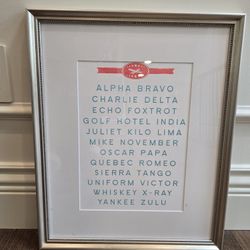 ALPHA BRAVO
CHARLIE DELTA
ECHO FOXTROT
GOLF HOTEL INDIA
JULIET KILO LIMA
MIKE NOVEMBER
OSCAR PAPA
QUEBEC ROMEO
SIERRA TANGO
UNIFORM VICTOR
WHISKEY X-RAY
YANKEE ZULU